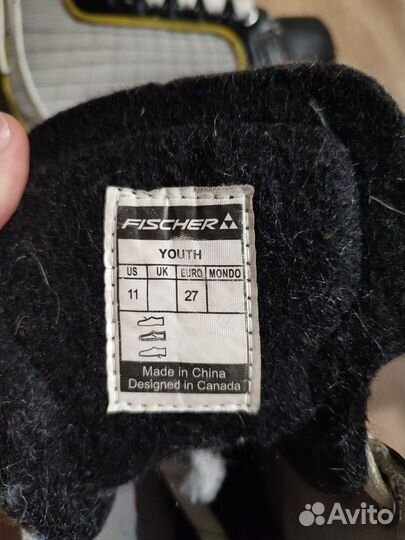 FISCHER
YOUTH
US UK EURO MONDO
11 27
Made in China
Designed in Canada
Avito